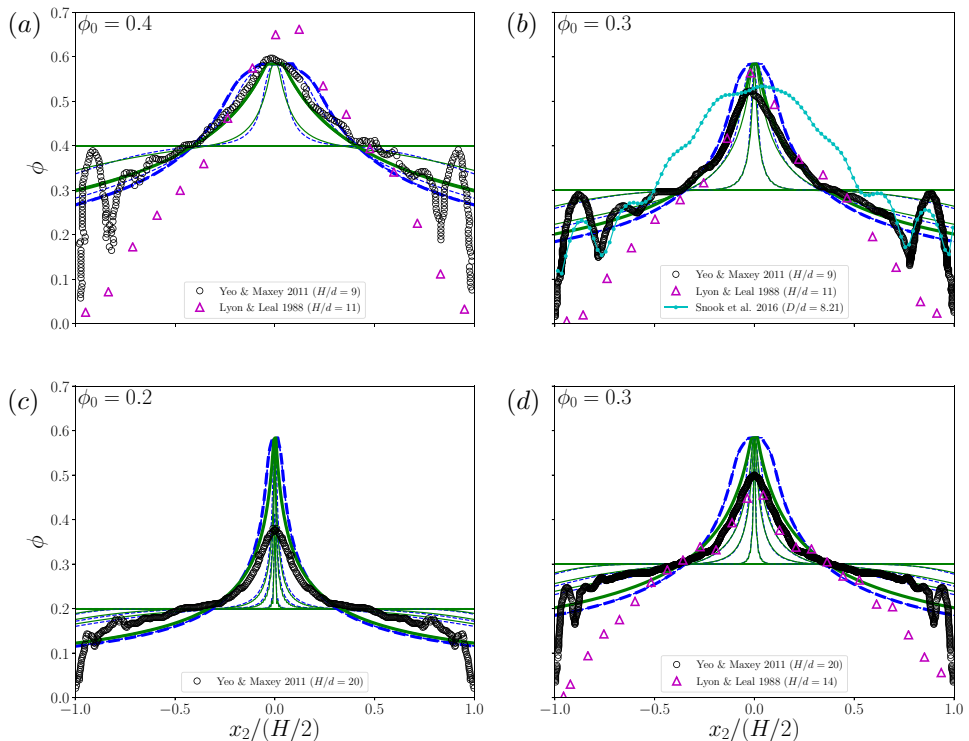 (a)
ϕ0 = 0.4
0.7
0.6
0.5
0.4
0.3
0.2
0.1
0.0
ϕ
Yeo & Maxey 2011 (H/d = 9)
Lyon & Leal 1988 (H/d = 11)
(b)
ϕ0 = 0.3
Yeo & Maxey 2011 (H/d = 9)
Lyon & Leal 1988 (H/d = 11)
Snook et al. 2016 (D/d = 8.21)
(c)
ϕ0 = 0.2
0.7
0.6
0.5
0.4
0.3
0.2
0.1
0.0
ϕ
Yeo & Maxey 2011 (H/d = 20)
−1.0 −0.5 0.0 0.5 1.0
x2/(H/2)
(d)
ϕ0 = 0.3
Yeo & Maxey 2011 (H/d = 20)
Lyon & Leal 1988 (H/d = 14)
−1.0 −0.5 0.0 0.5 1.0
x2/(H/2)